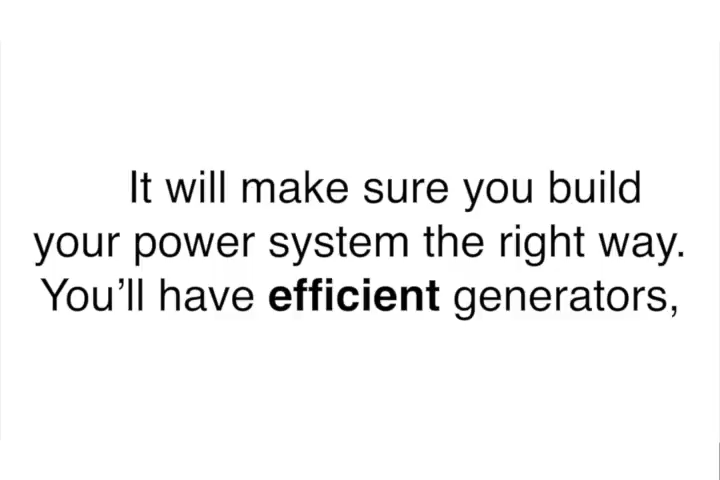 It will make sure you build
your power system the right way.
You’ll have efficient generators,